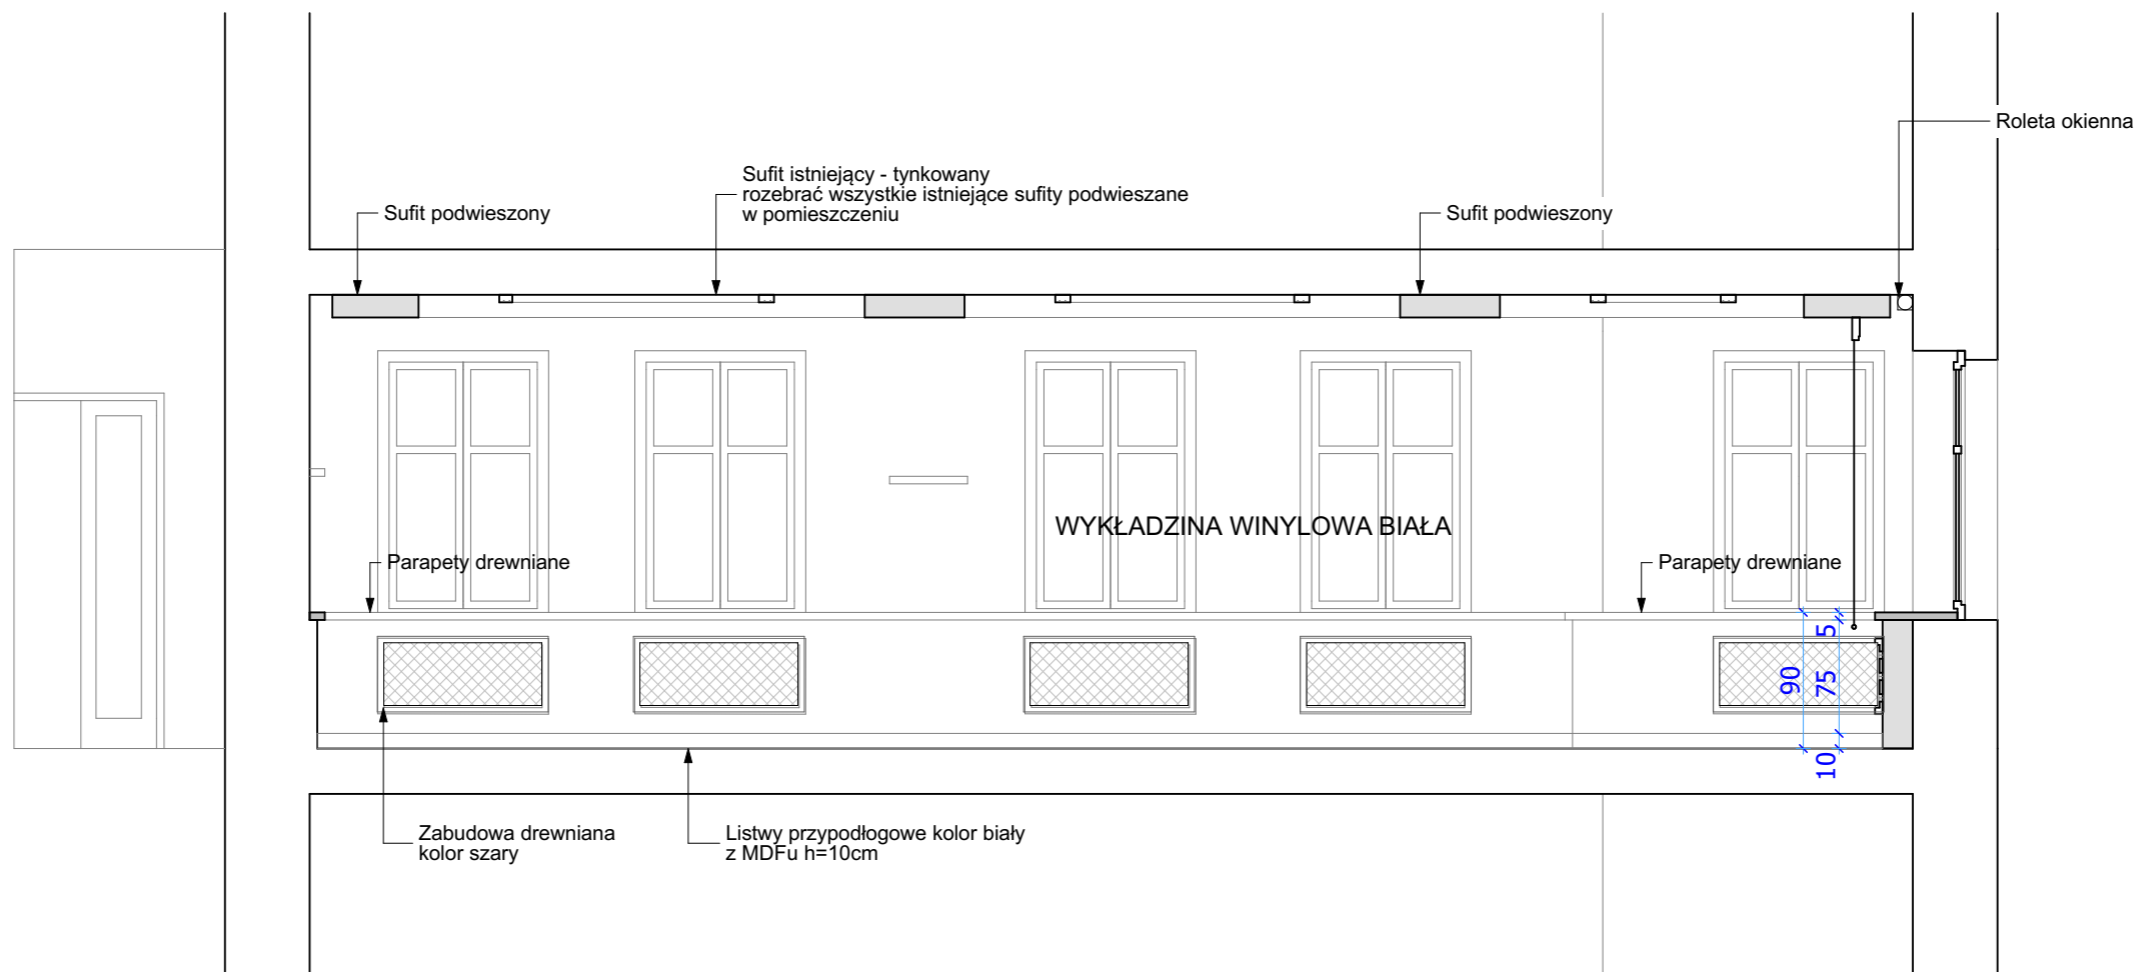 Roleta okienna
Sufit istniejący - tynkowany
rozebrać wszystkie istniejące sufity podwieszane
w pomieszczeniu
Sufit podwieszony
Sufit podwieszony
WYKŁADZINA WINYLOWA BIAŁA
Parapety drewniane
Parapety drewniane
5
90
75
10
Zabudowa drewniana
kolor szary
Listwy przypodłogowe kolor biały
z MDFu h=10cm